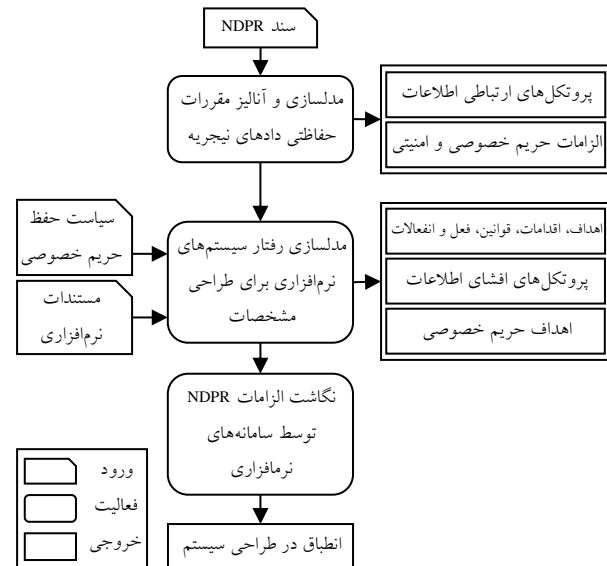 سند NDPR
مدلسازی و آنالیز مقررات
حفاظتی دادهای نیجریه
پروتکل‌های ارتباطی اطلاعات
الزامات حریم خصوصی و امنیتی
سیاست حفظ
حریم خصوصی
مستندات
نرم‌افزاری
مدلسازی رفتار سیستم‌های
نرم‌افزاری برای طراحی
مشخصات
اهداف، اقدامات، قوانین، فعل و انفعالات
پروتکل‌های افشای اطلاعات
اهداف حریم خصوصی
نگاشت الزامات NDPR
توسط سامانه‌های
نرمافزاری
انطباق در طراحی سیستم
ورود
فعالیت
خروجی